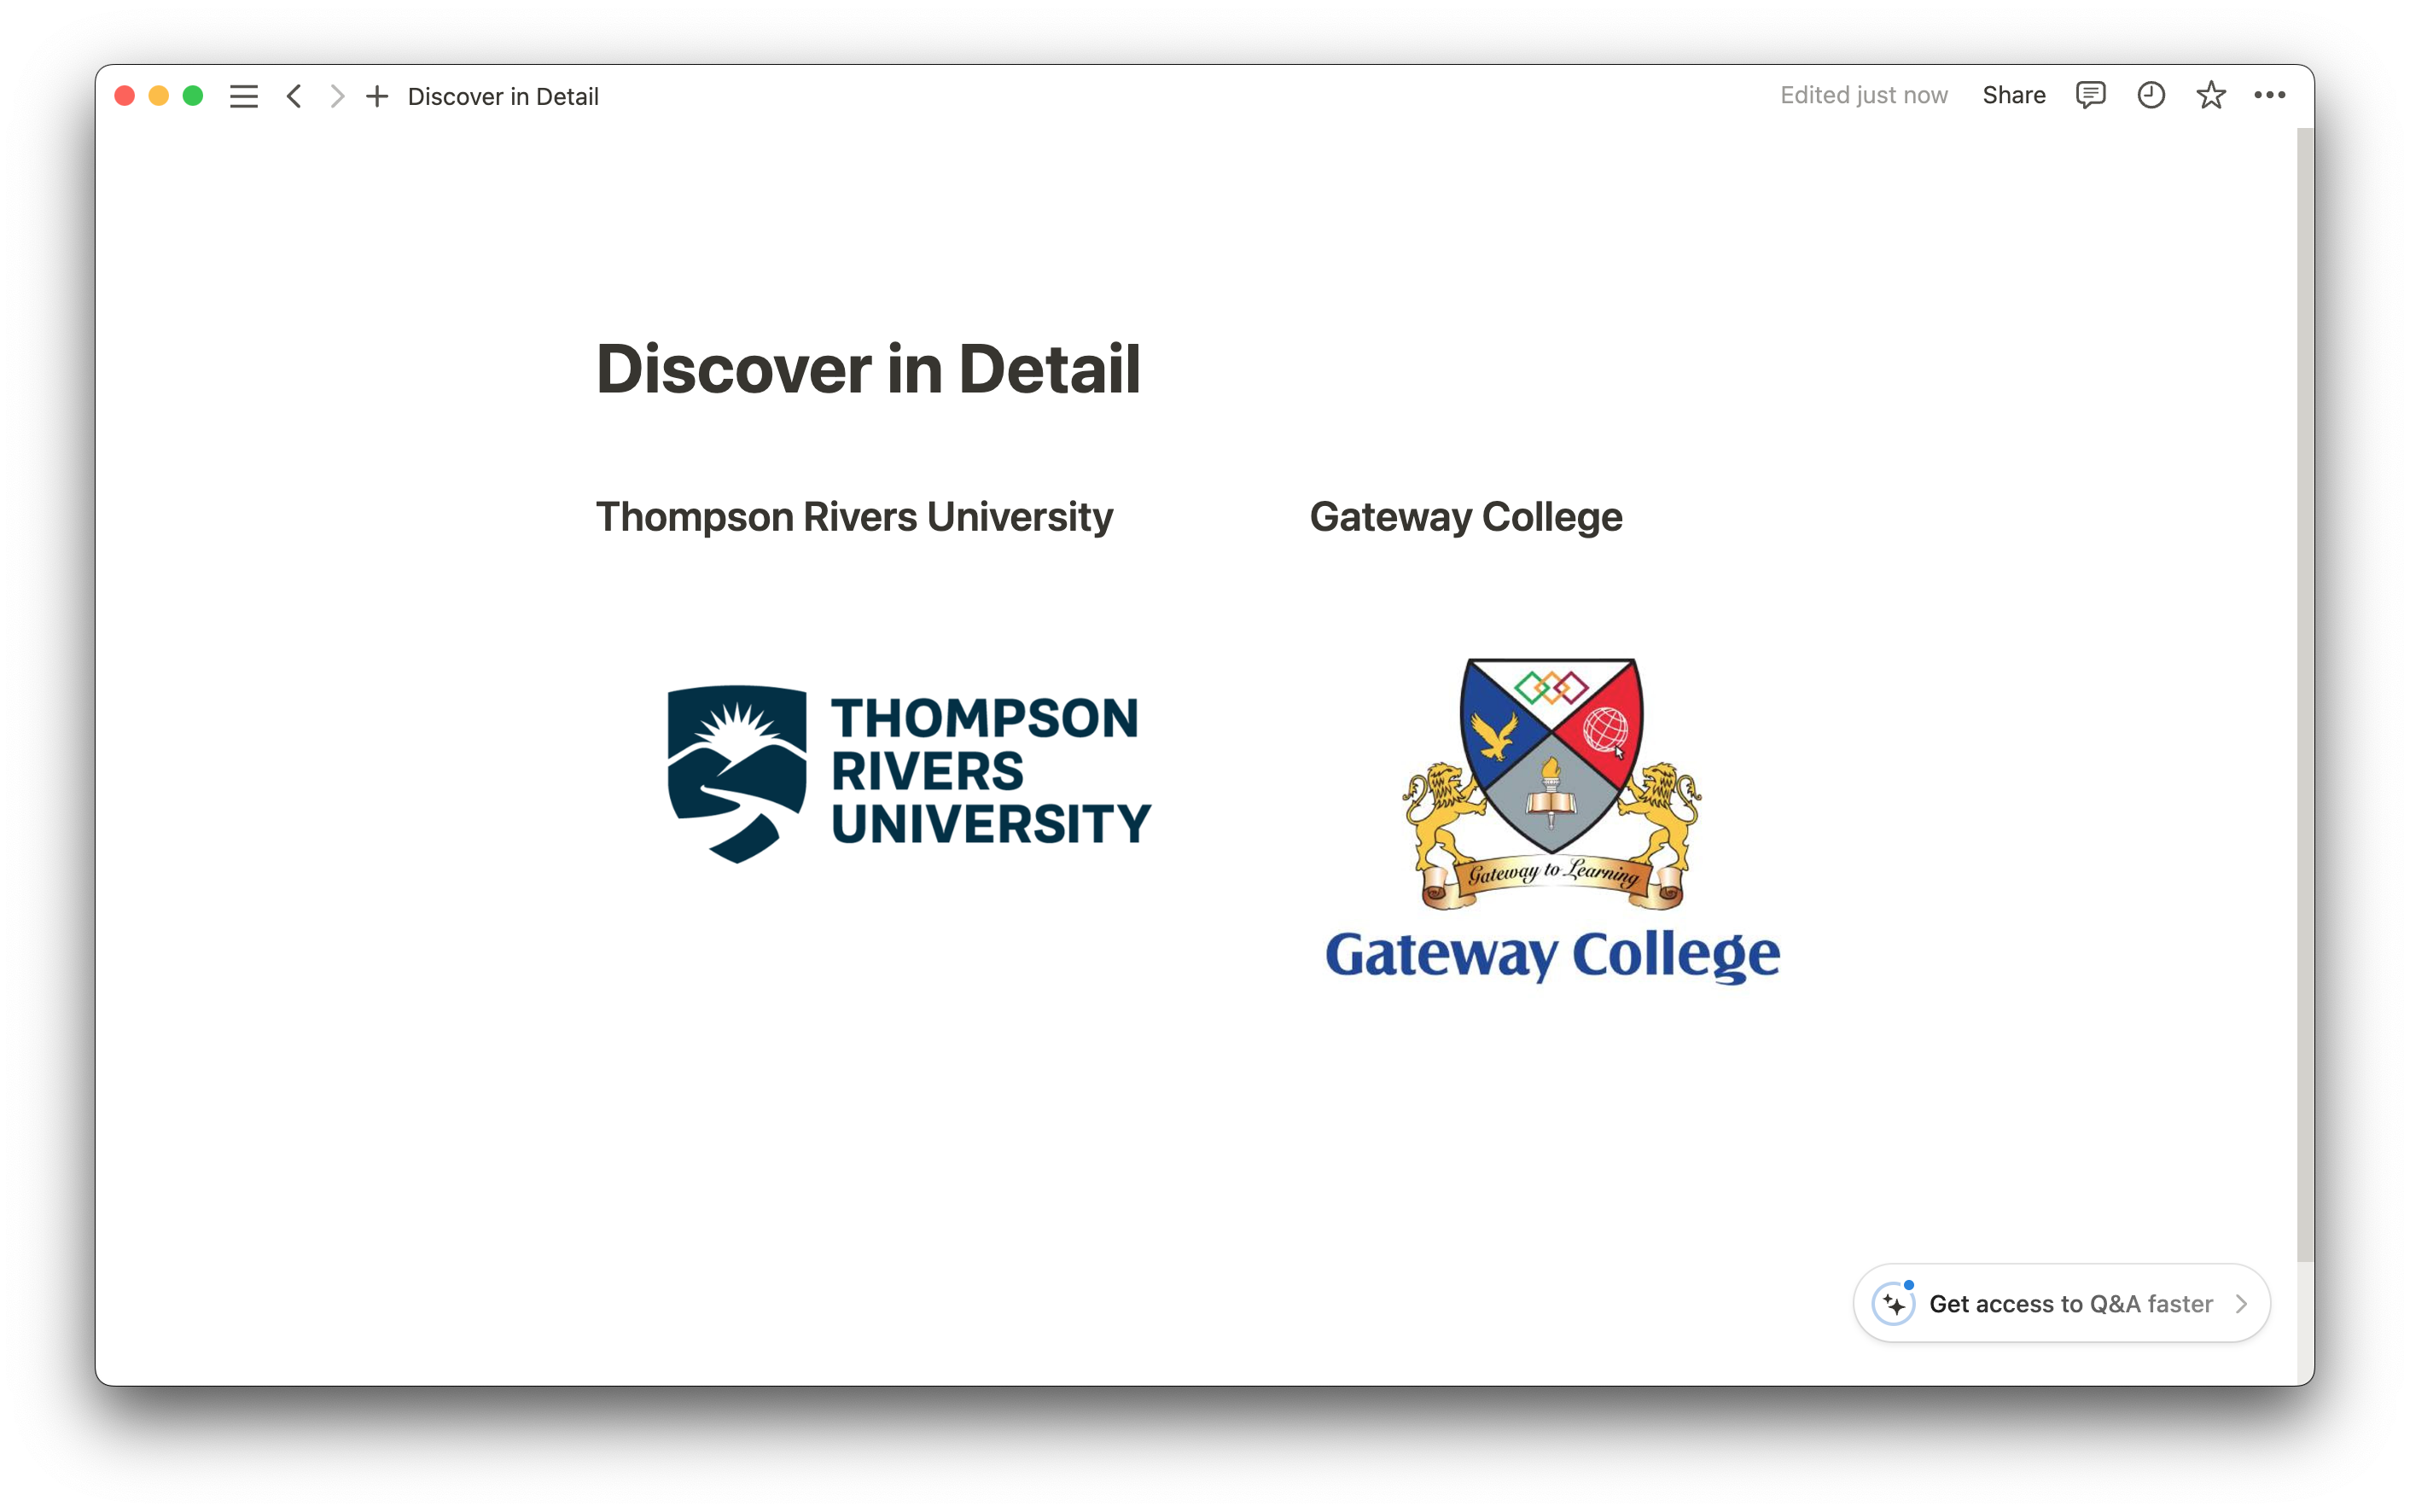 Discover in Detail
Edited just now
Share
Discover in Detail
Thompson Rivers University
THOMPSON
RIVERS
UNIVERSITY
Gateway College
Gateway to Learning
Gateway College
Get access to Q&A faster